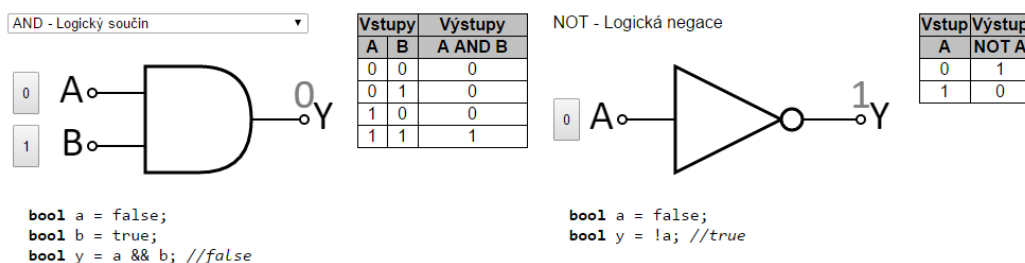 AND - Logický součin
Vstupy Výstupy
A B A AND B
0 0 0
0 1 0
1 0 0
1 1 1
0 A
1 B
0 Y
bool a = false;
bool b = true;
bool y = a && b; //false
NOT - Logická negace
Vstup Výstup
A NOT A
0 1
1 0
0 A
1 Y
bool a = false;
bool y = !a; //true